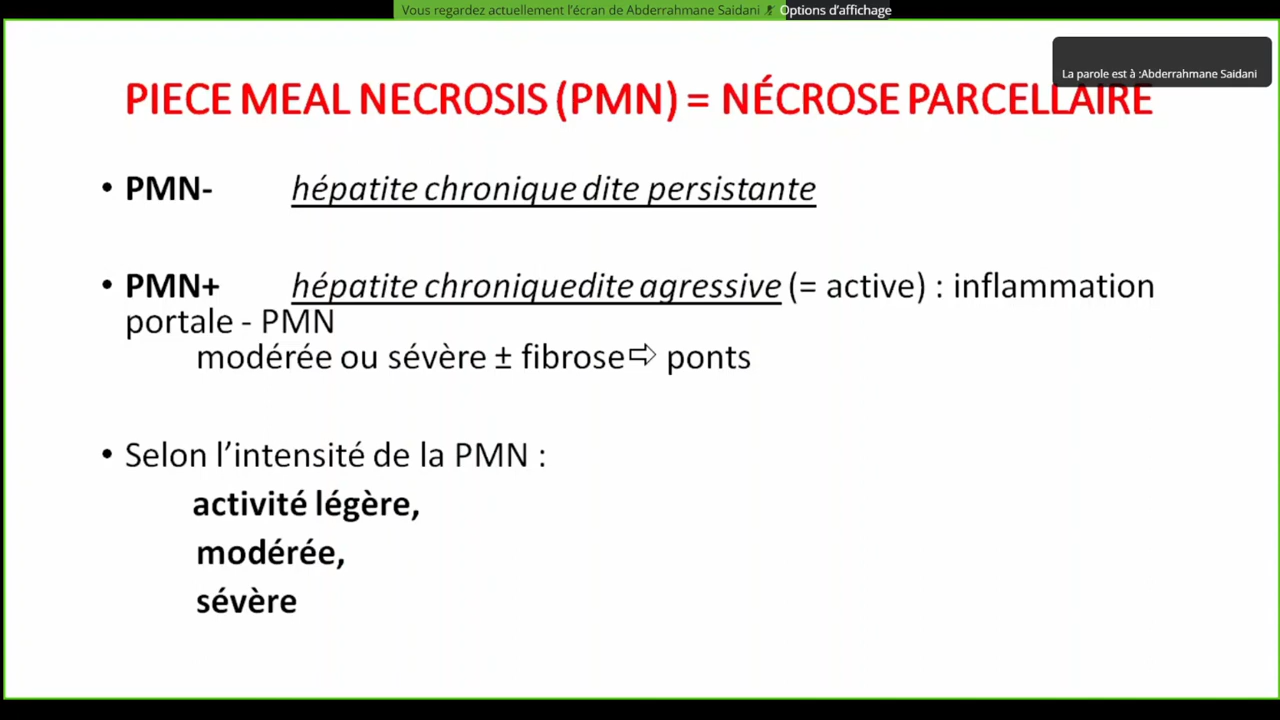 Vous regardez actuellement l'écran de Abderrahmane Saidani Options d'affichage
La parole est à :Abderrahmane Saidani
PIECE MEAL NECROSIS (PMN) = NÉCROSE PARCELLAIRE
• PMN- hépatite chronique dite persistante
• PMN+ hépatite chroniquedite agressive (= active) : inflammation
portale - PMN
modérée ou sévère ± fibrose⇨ ponts
• Selon l’intensité de la PMN :
activité légère,
modérée,
sévère